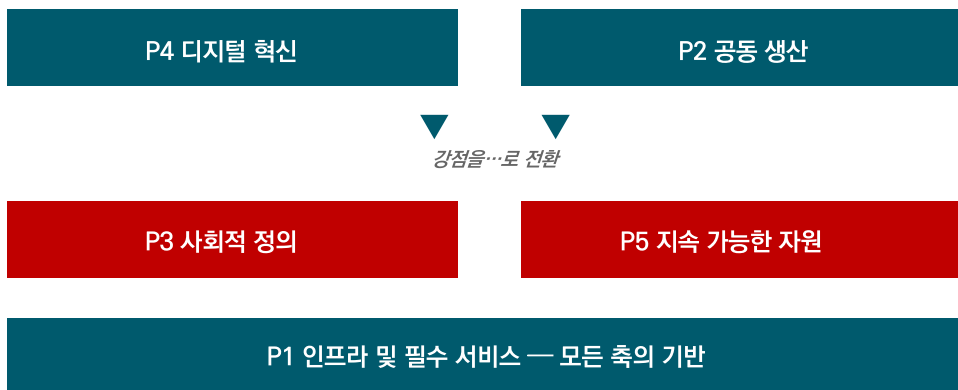 P4 디지털 혁신
P2 공동 생산
강점을…로 전환
P3 사회적 정의
P5 지속 가능한 자원
P1 인프라 및 필수 서비스 — 모든 축의 기반